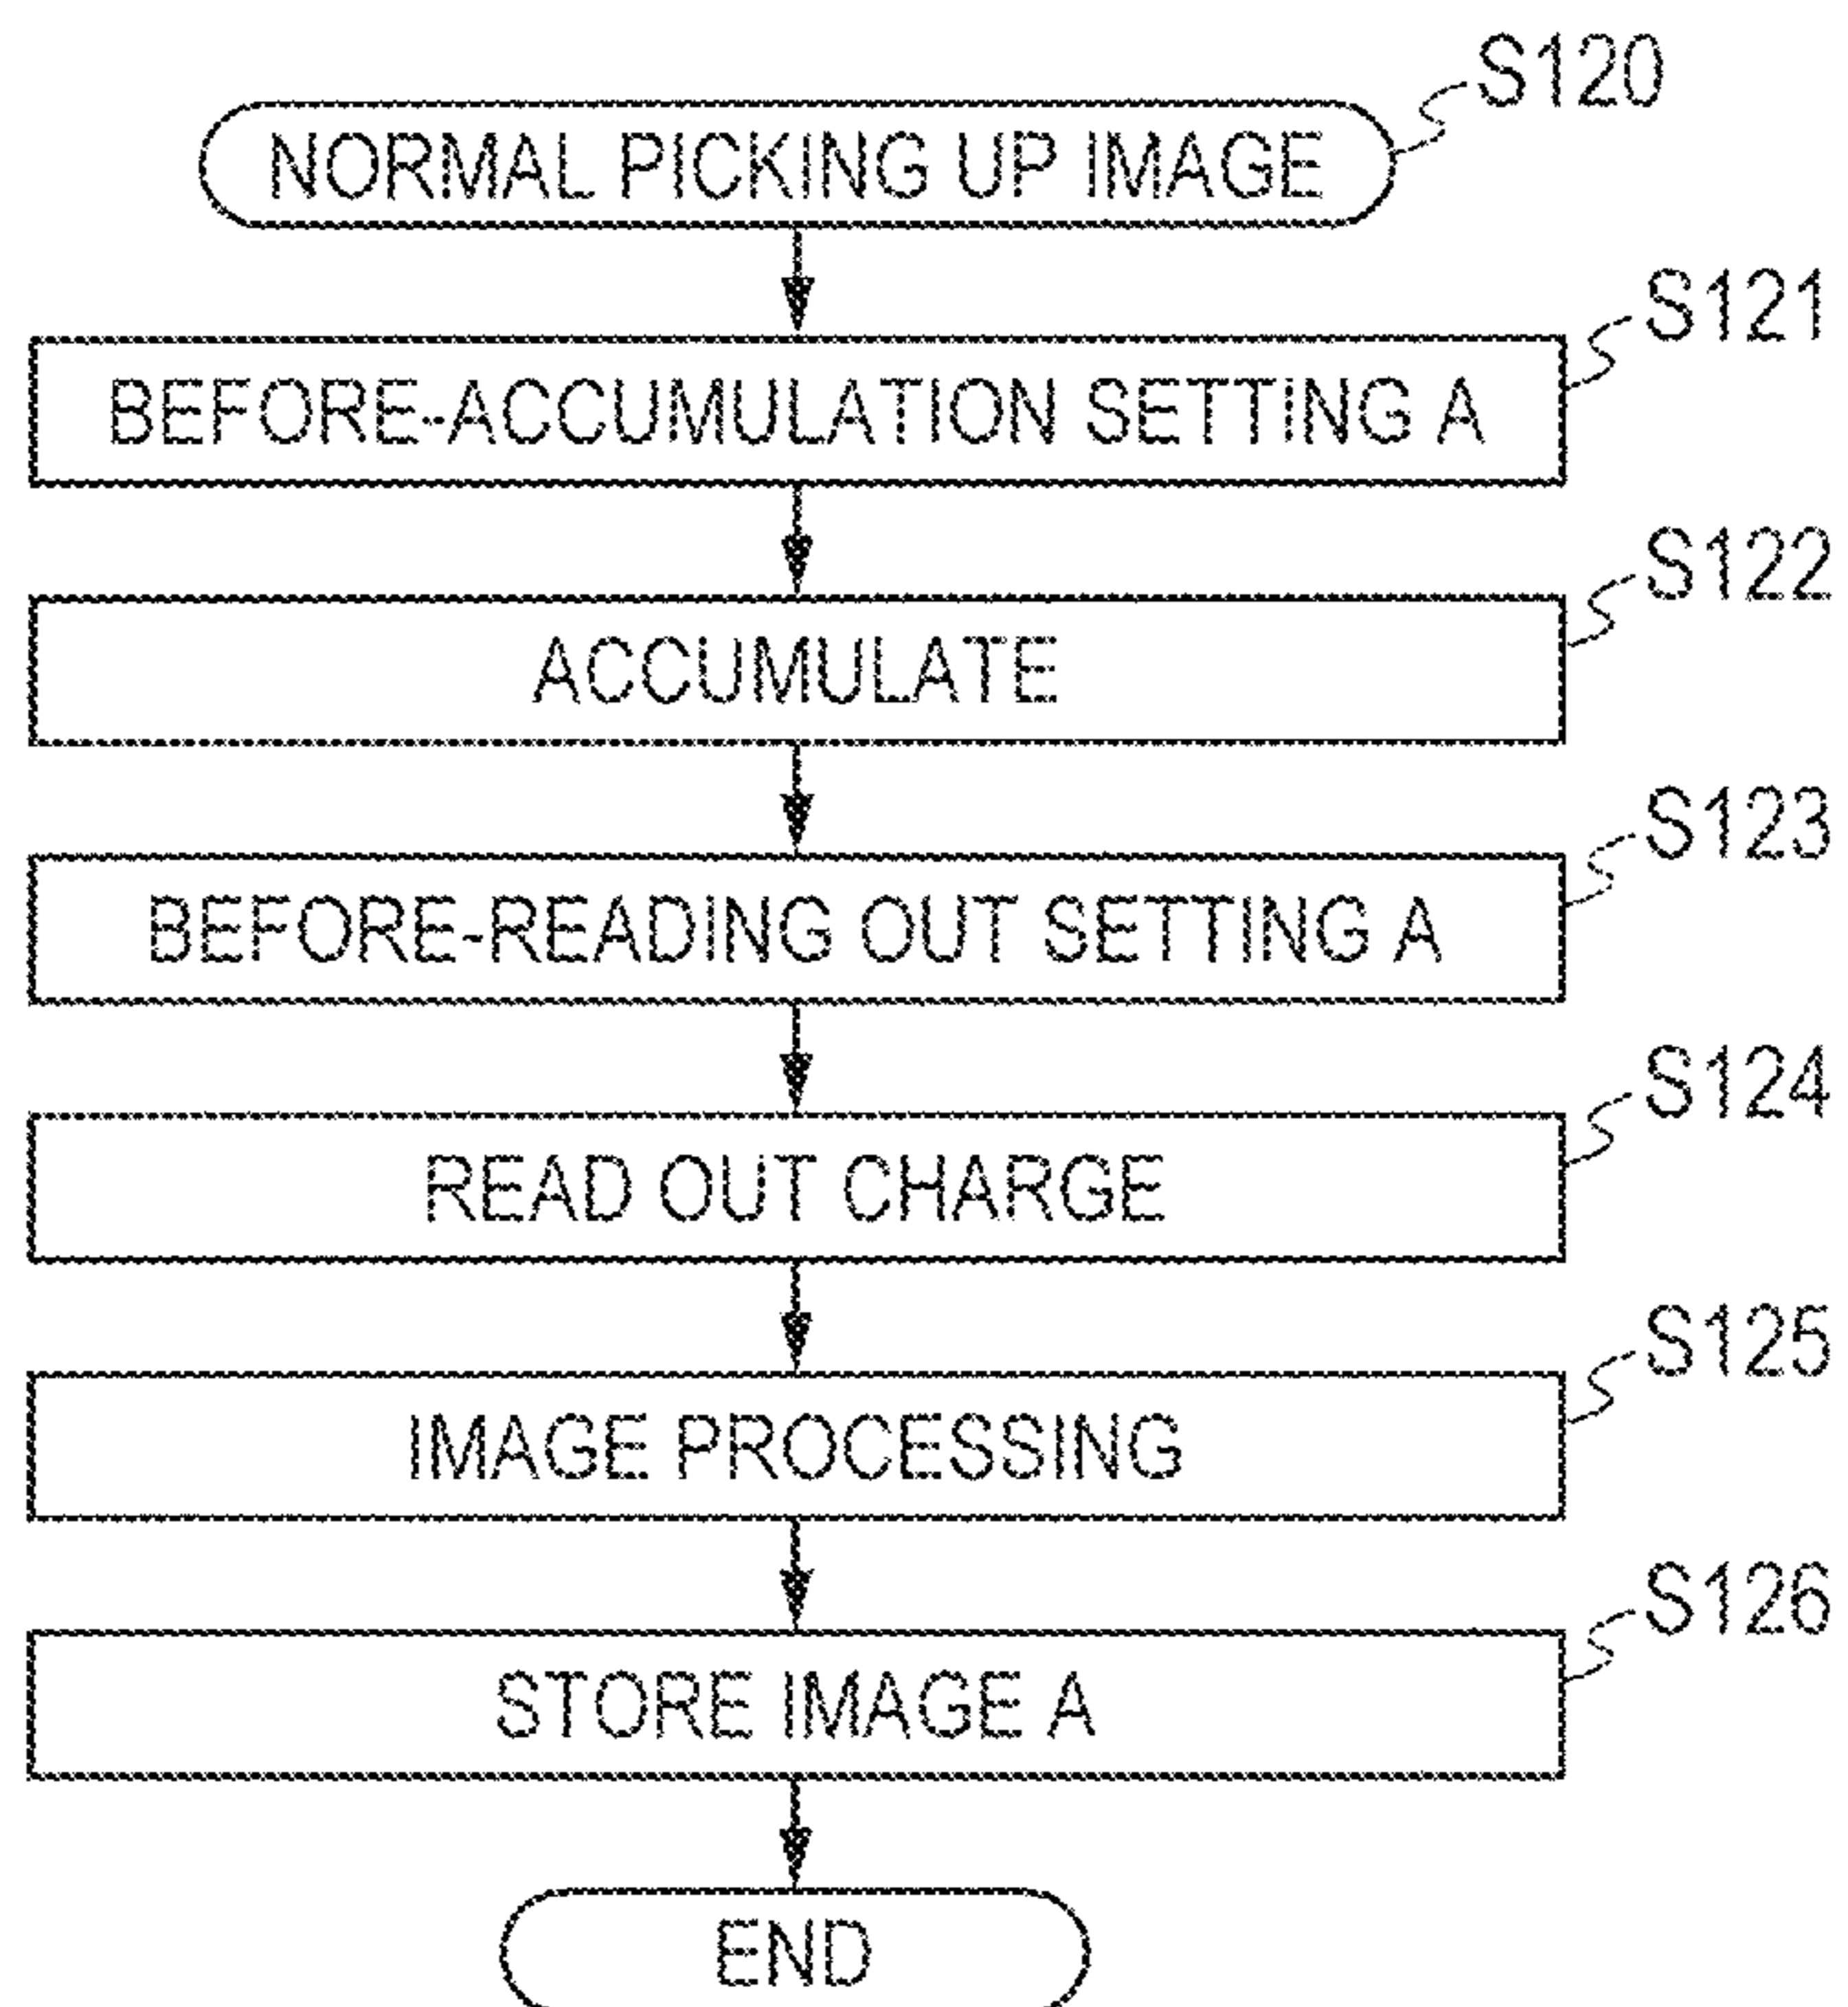 S120
NORMAL PICKING UP IMAGE
S121
BEFORE-ACCUMULATION SETTING A
S122
ACCUMULATE
S123
BEFORE-READING OUT SETTING A
S124
READ OUT CHARGE
S125
IMAGE PROCESSING
S126
STORE IMAGE A
END